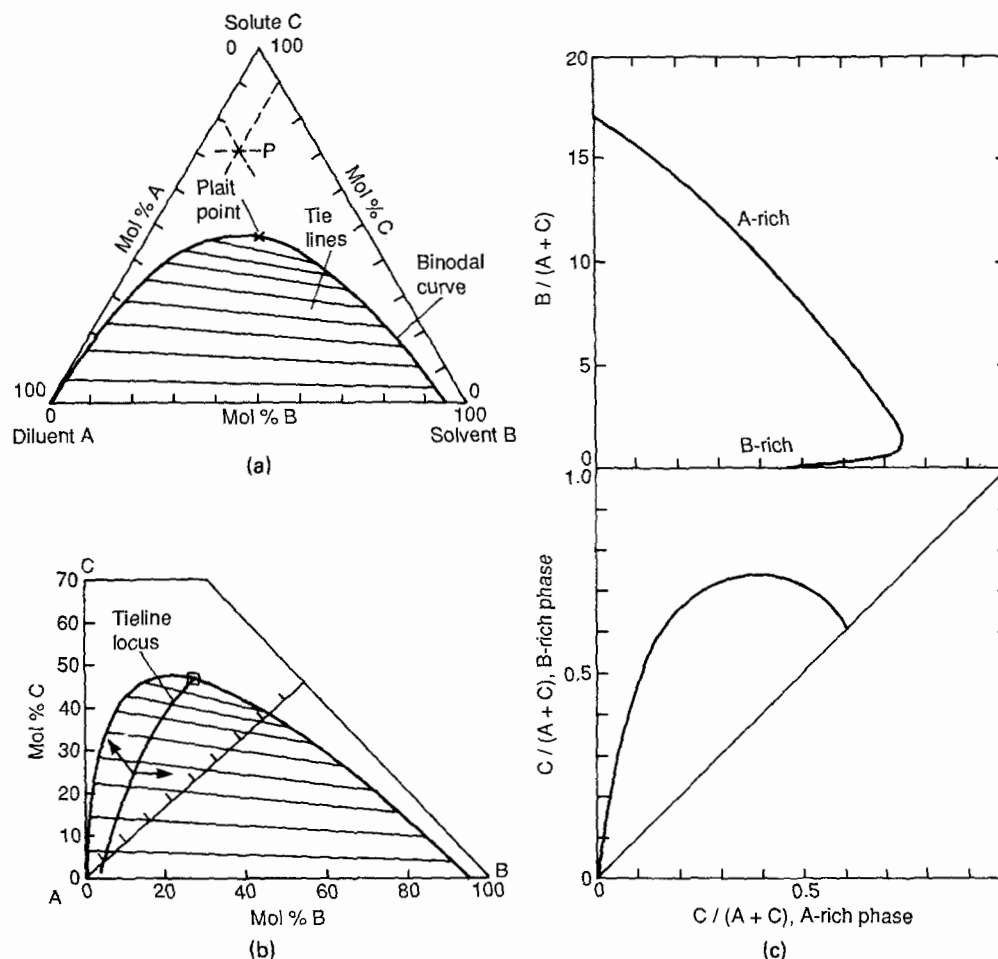 Solute C
0 100
P
Mol % A
Mol % C
Plait
point
Tie
lines
Binodal
curve
100
0
0
Mol % B
100
Diluent A
Solvent B
(a)
C
70
60
50
40
30
20
10
0
Mol % C
Tieline
locus
A
0 20 40 60 80 100
B
Mol % B
(b)
20
15
10
5
0
B / (A + C)
A-rich
B-rich
1.0
0.5
0
C / (A + C), B-rich phase
0 0.5
C / (A + C), A-rich phase
(c)